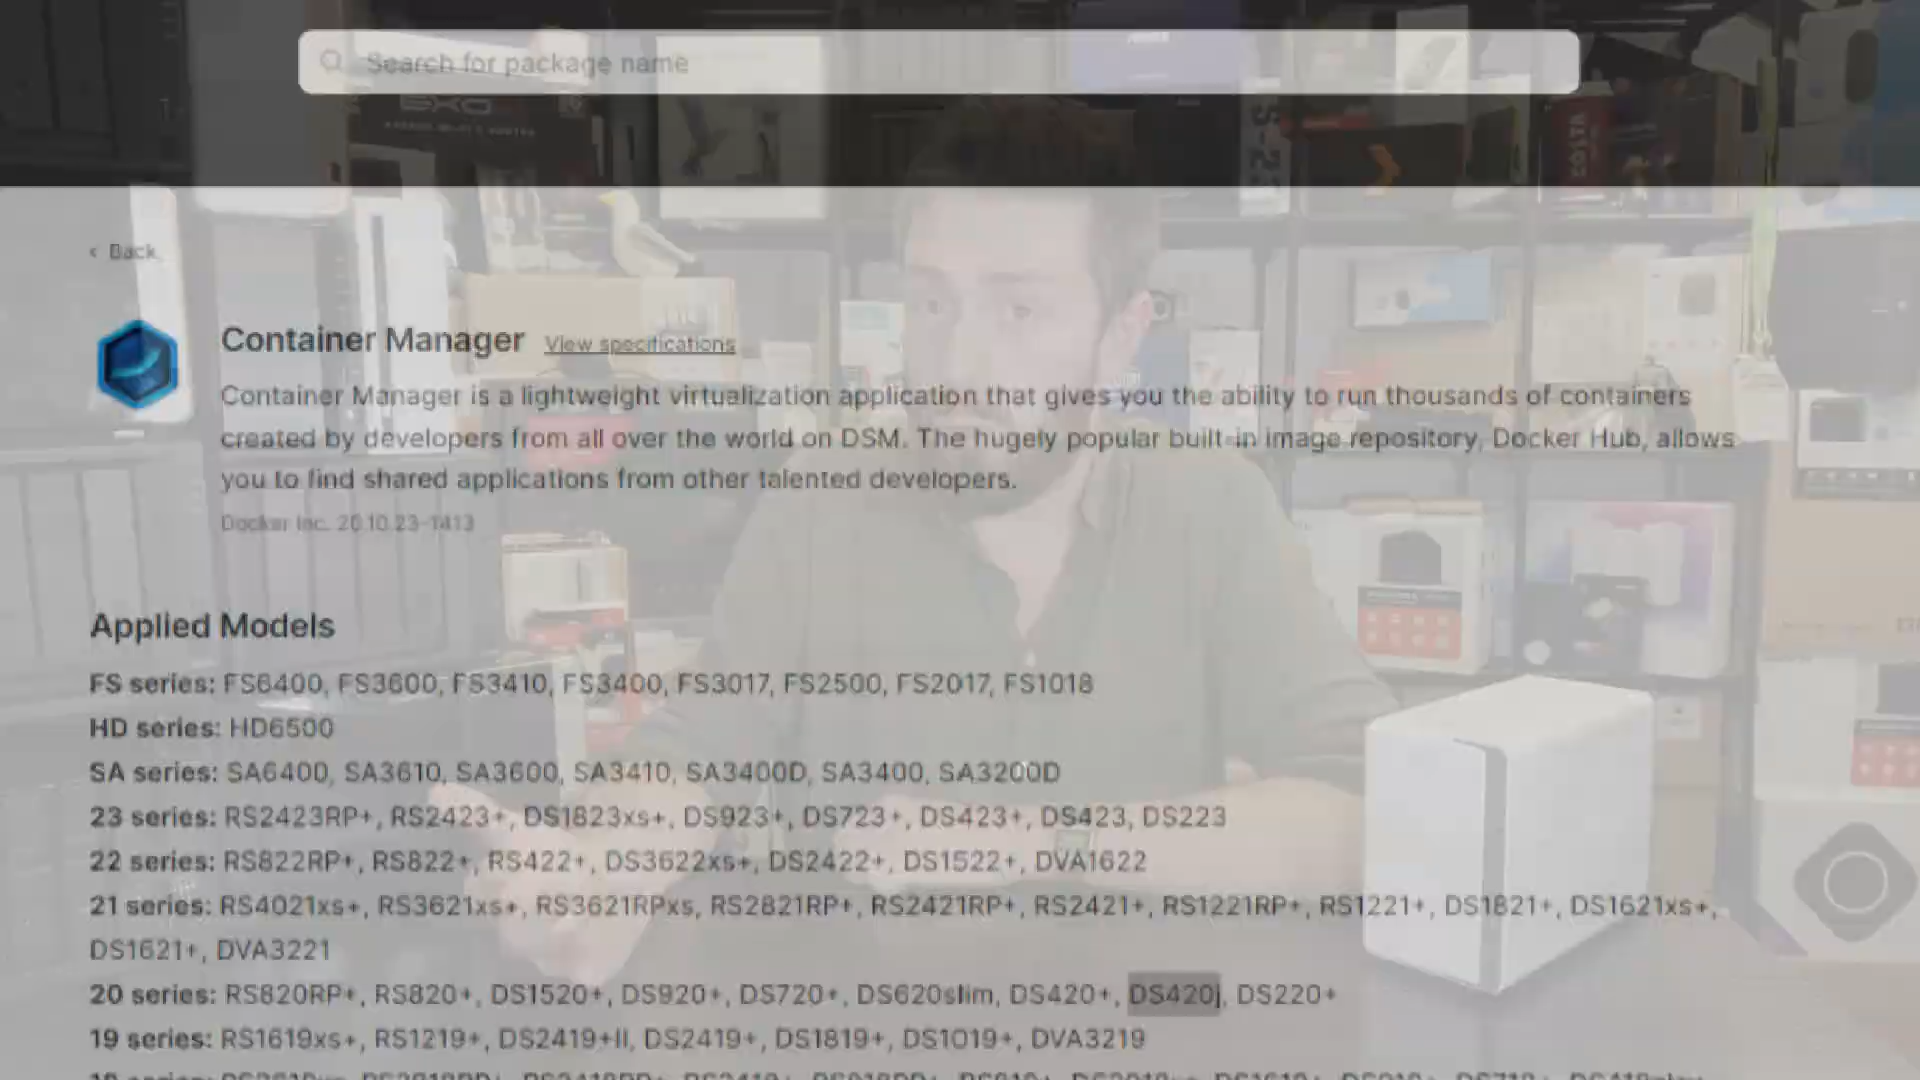 Search for package name
EXOS
COSTA
< Back
Container Manager View specifications
Container Manager is a lightweight virtualization application that gives you the ability to run thousands of containers
created by developers from all over the world on DSM. The hugely popular built-in image repository, Docker Hub, allows
you to find shared applications from other talented developers.
Docker Inc. 20.10.23-1413
Applied Models
FS series: FS6400, FS3600, FS3410, FS3400, FS3017, FS2500, FS2017, FS1018
HD series: HD6500
SA series: SA6400, SA3610, SA3600, SA3410, SA3400D, SA3400, SA3200D
23 series: RS2423RP+, RS2423+, DS1823xs+, DS923+, DS723+, DS423+, DS423, DS223
22 series: RS822RP+, RS822+, RS422+, DS3622xs+, DS2422+, DS1522+, DVA1622
21 series: RS4021xs+, RS3621xs+, RS3621RPxs, RS2821RP+, RS2421RP+, RS2421+, RS1221RP+, RS1221+, DS1821+, DS1621xs+,
DS1621+, DVA3221
20 series: RS820RP+, RS820+, DS1520+, DS920+, DS720+, DS620slim, DS420+, DS420j, DS220+
19 series: RS1619xs+, RS1219+, DS2419+II, DS2419+, DS1819+, DS1019+, DVA3219